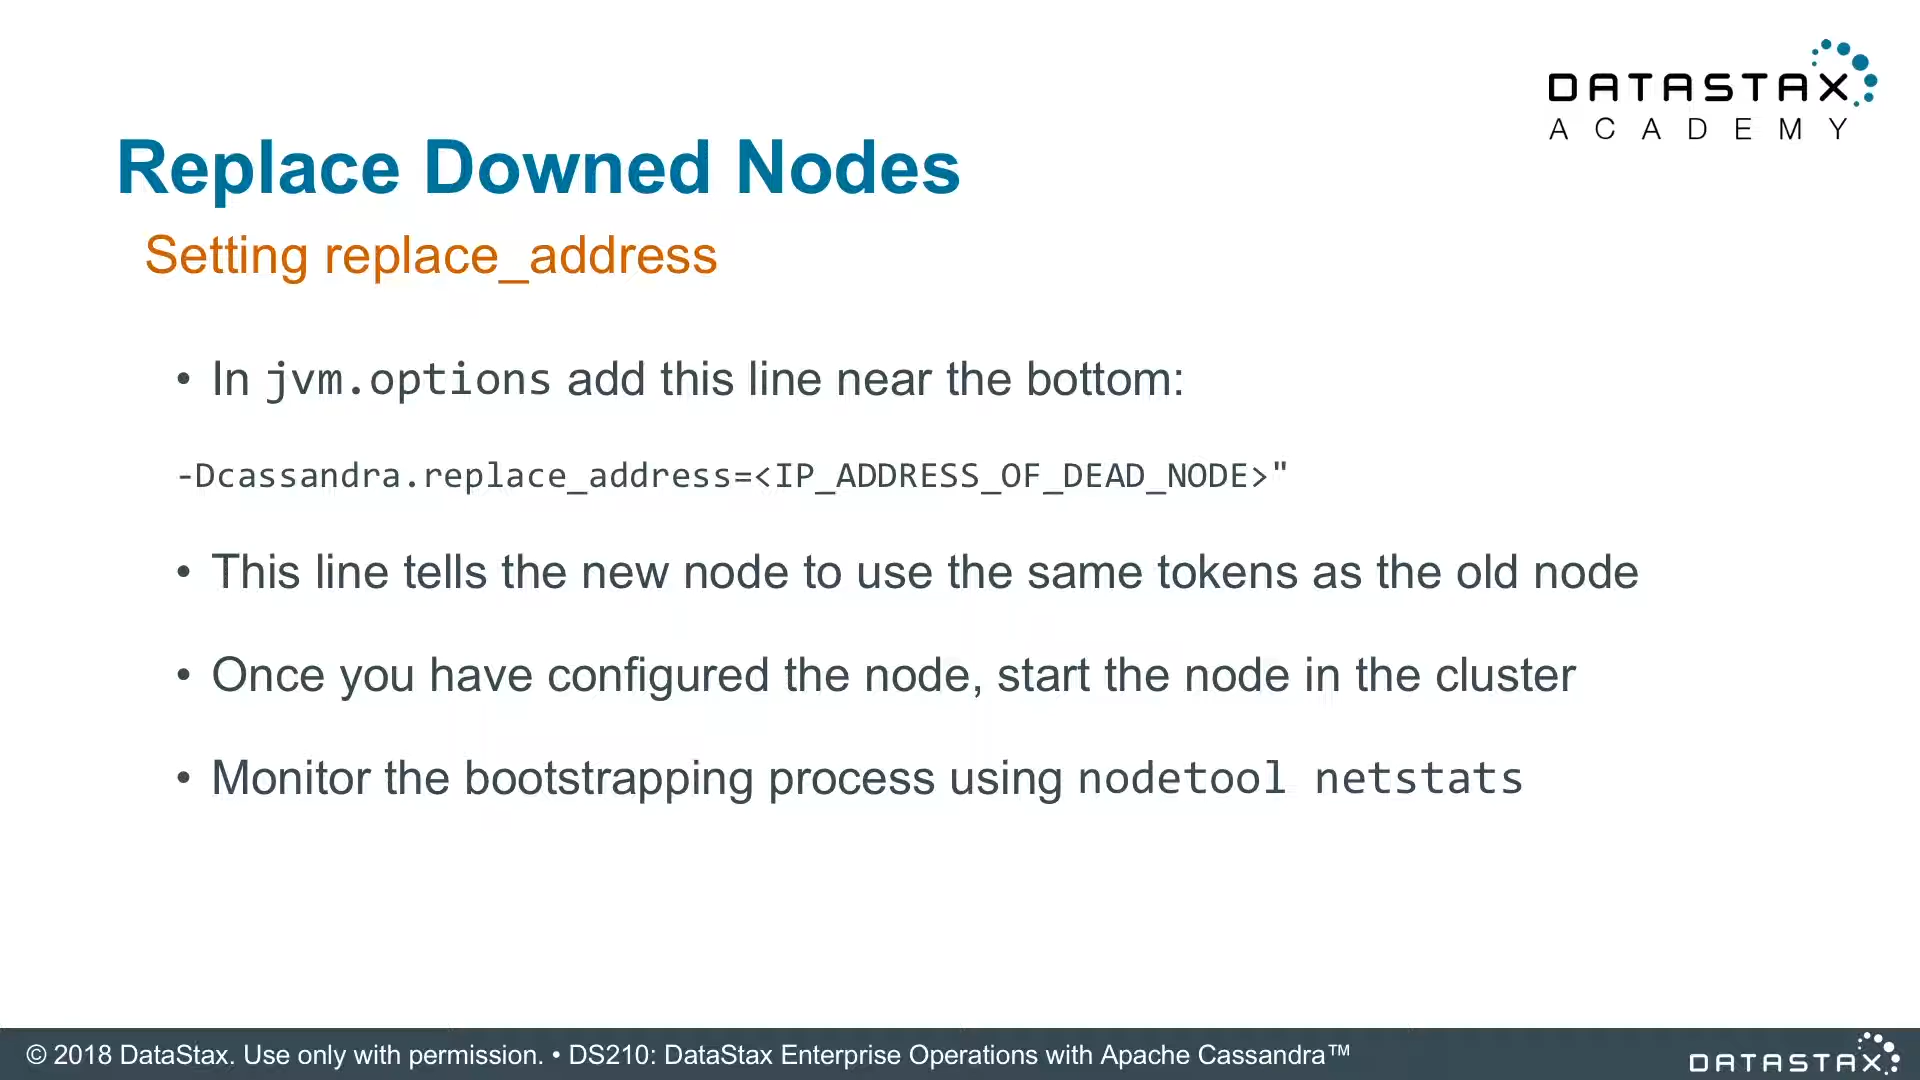 DATASTAX
ACADEMY
Replace Downed Nodes
Setting replace_address
• In jvm.options add this line near the bottom:
-Dcassandra.replace_address=<IP_ADDRESS_OF_DEAD_NODE>"
• This line tells the new node to use the same tokens as the old node
• Once you have configured the node, start the node in the cluster
• Monitor the bootstrapping process using nodetool netstats
© 2018 DataStax. Use only with permission. • DS210: DataStax Enterprise Operations with Apache Cassandra™
DATASTAX